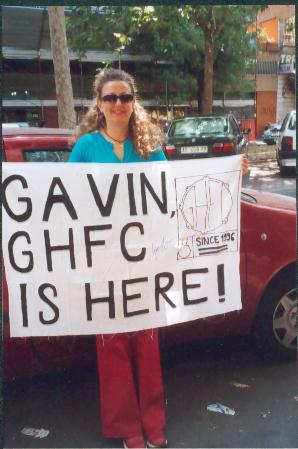 GAVIN,
GHFC
IS HERE!
GHFC
SINCE 1996